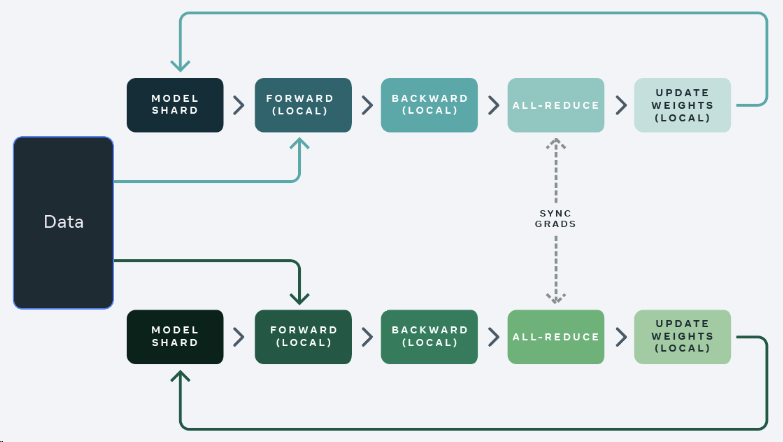 MODEL
SHARD
FORWARD
(LOCAL)
BACKWARD
(LOCAL)
ALL-REDUCE
UPDATE
WEIGHTS
(LOCAL)
Data
SYNC
GRADS
MODEL
SHARD
FORWARD
(LOCAL)
BACKWARD
(LOCAL)
ALL-REDUCE
UPDATE
WEIGHTS
(LOCAL)